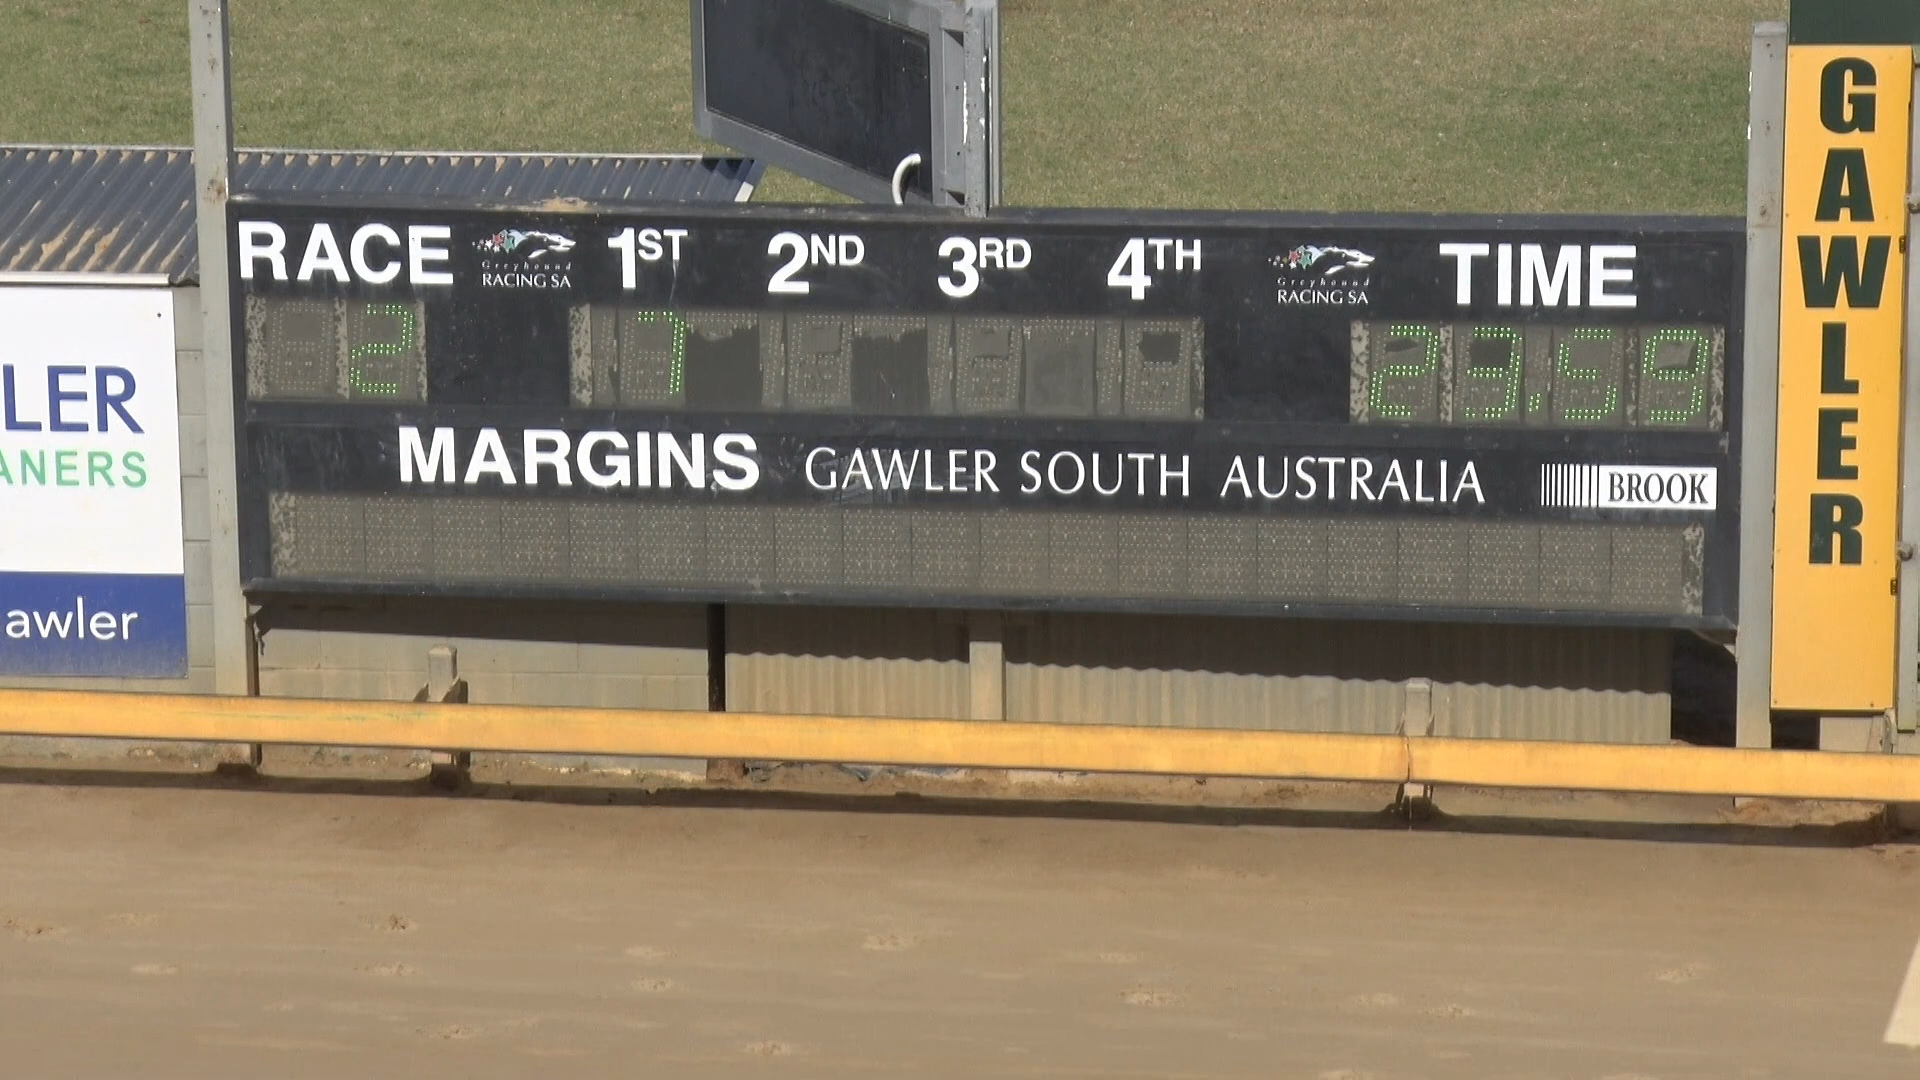 RACE 1ST 2ND 3RD 4TH TIME
Greyhound
RACING SA
Greyhound
RACING SA
2 7 23.59
MARGINS GAWLER SOUTH AUSTRALIA BROOK
LER
ANERS
awler
GAWLER